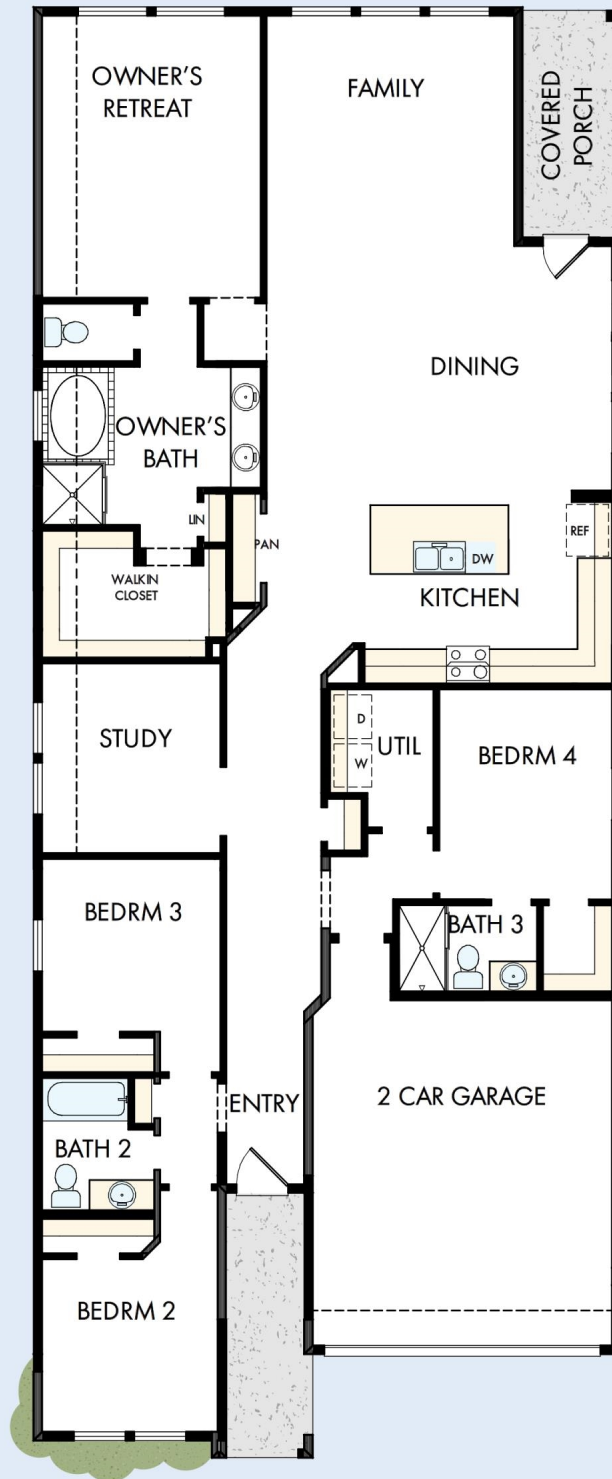 OWNER'S
RETREAT
FAMILY
COVERED
PORCH
DINING
OWNER'S
BATH
LIN
PAN
REF
DW
KITCHEN
WALKIN
CLOSET
STUDY
D
W
UTIL
BEDRM 4
BEDRM 3
BATH 3
ENTRY
2 CAR GARAGE
BATH 2
BEDRM 2